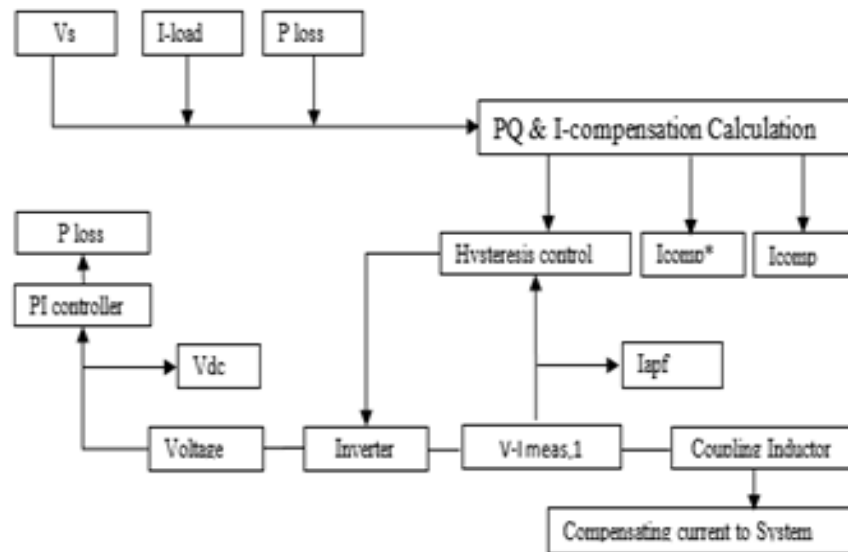 Vs
I-load
P loss
PQ & I-compensation Calculation
P loss
Hysteresis control
Icomp*
Icomp
PI controller
Vdc
Iapf
Voltage
Inverter
V-I meas,1
Coupling Inductor
Compensating current to System